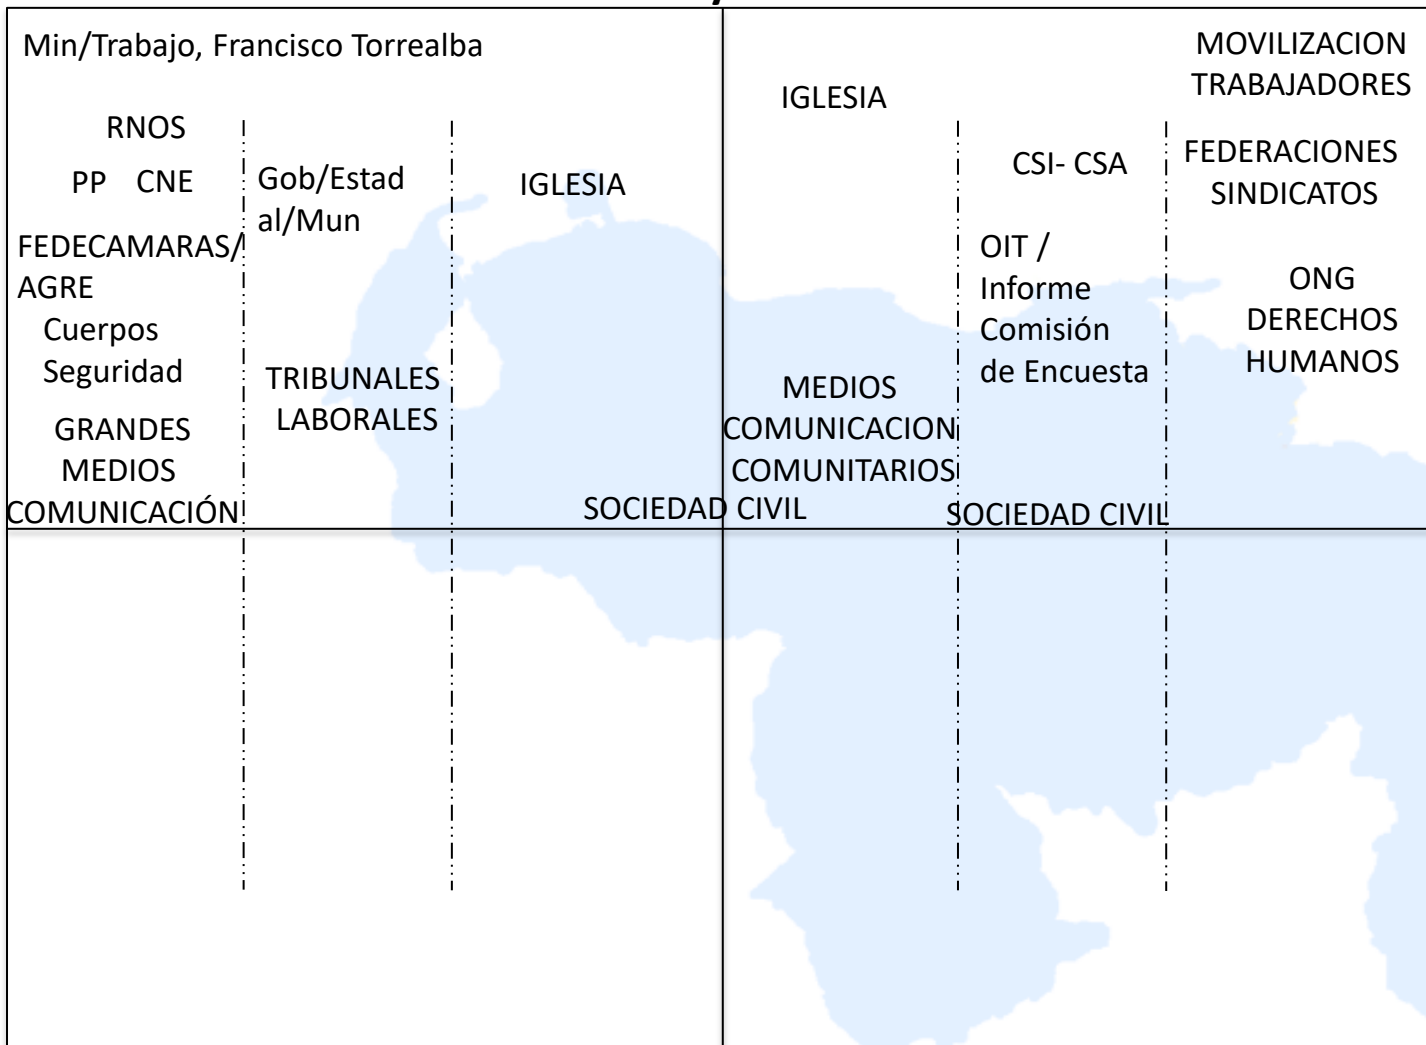 Min/Trabajo, Francisco Torrealba
RNOS
PP CNE
FEDECAMARAS/
AGRE
Cuerpos
Seguridad
GRANDES
MEDIOS
COMUNICACIÓN
Gob/Estad
al/Mun
TRIBUNALES
LABORALES
IGLESIA
SOCIEDAD CIVIL
IGLESIA
MEDIOS
COMUNICACION
COMUNITARIOS
CSI- CSA
OIT /
Informe
Comisión
de Encuesta
SOCIEDAD CIVIL
MOVILIZACION
TRABAJADORES
FEDERACIONES
SINDICATOS
ONG
DERECHOS
HUMANOS